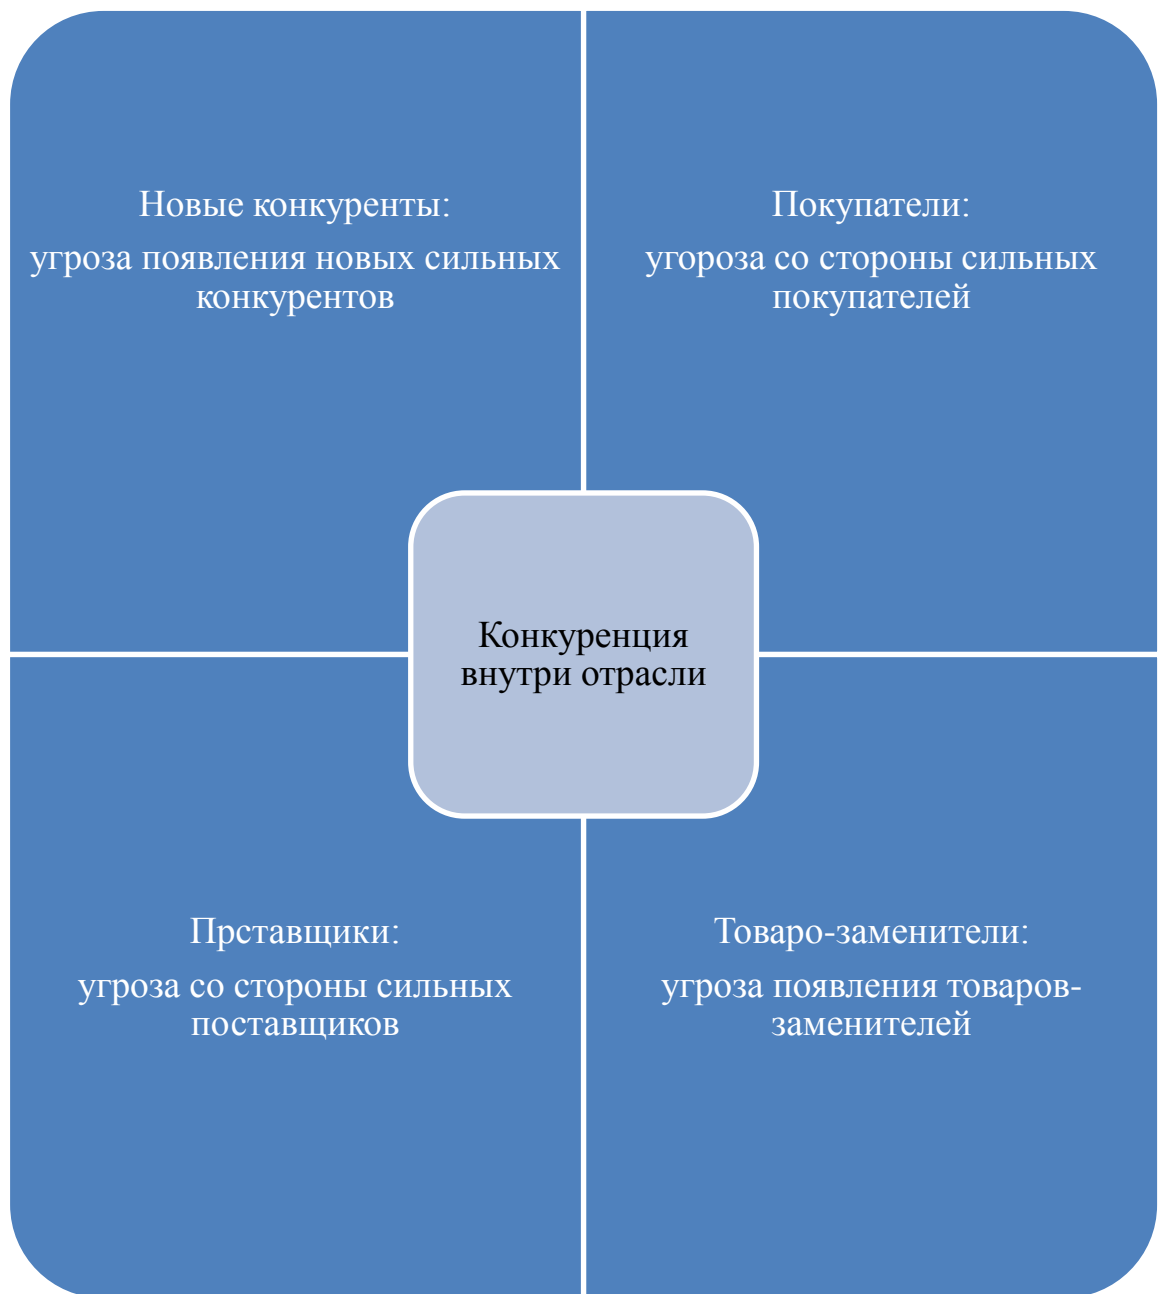 Новые конкуренты:
угроза появления новых сильных
конкурентов
Покупатели:
угороза со стороны сильных
покупателей
Конкуренция
внутри отрасли
Прставщики:
угроза со стороны сильных
поставщиков
Товаро-заменители:
угроза появления товаров-
заменителей